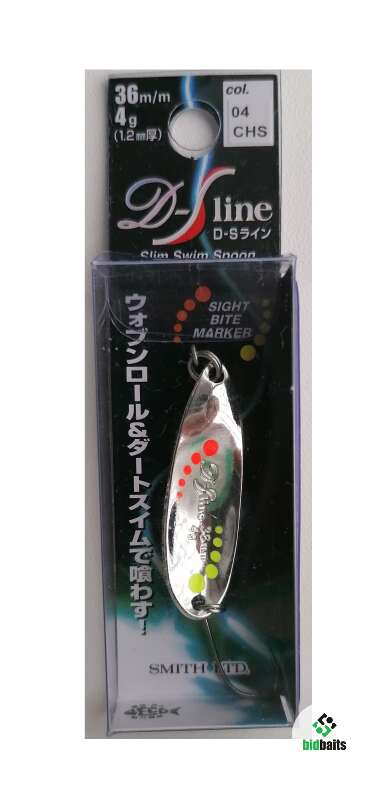 36m/m
4g
(1.2㎜厚)
col.
04
CHS
D-S line
D-Sライン
Slim Swim Spoon
SIGHT
BITE
MARKER
ウォブンロール&ダートスイムで喰わす!
SMITH LTD.
bidbaits